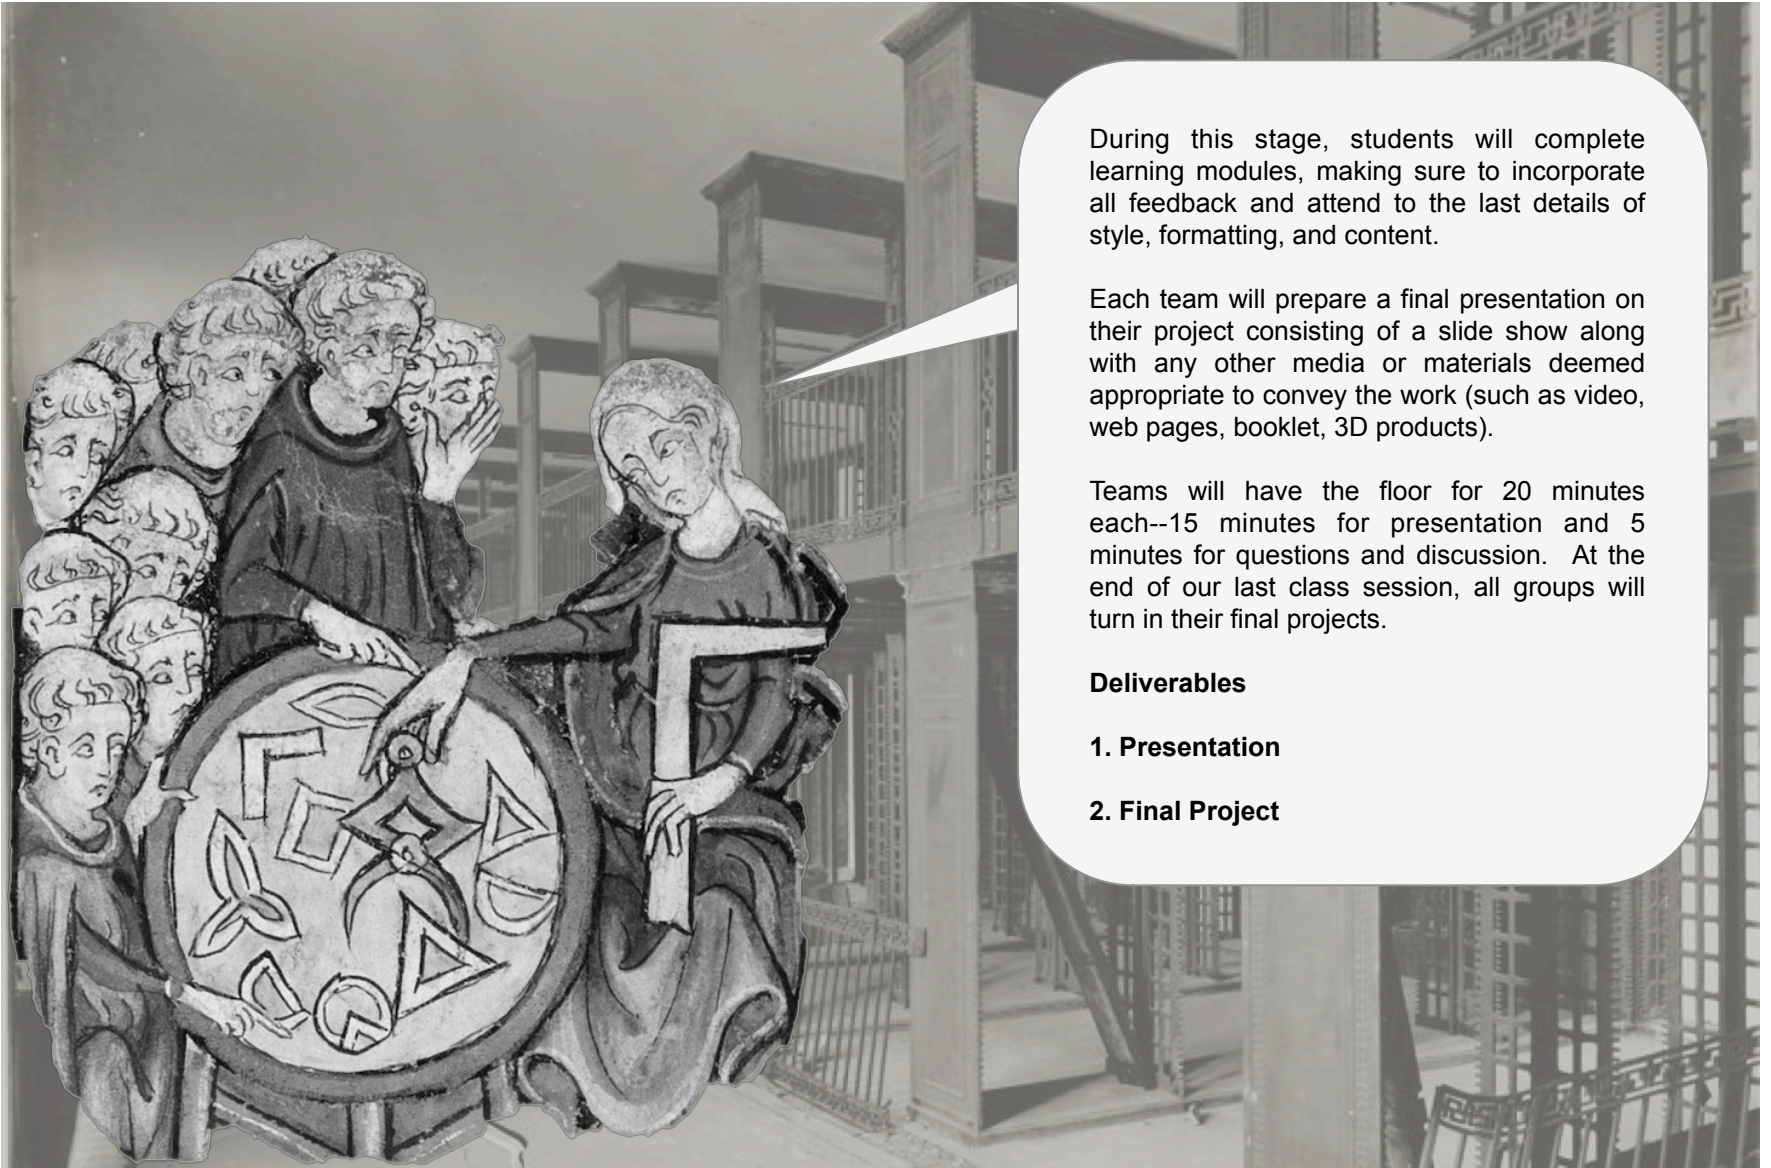 During this stage, students will complete
learning modules, making sure to incorporate
all feedback and attend to the last details of
style, formatting, and content.
Each team will prepare a final presentation on
their project consisting of a slide show along
with any other media or materials deemed
appropriate to convey the work (such as video,
web pages, booklet, 3D products).
Teams will have the floor for 20 minutes
each--15 minutes for presentation and 5
minutes for questions and discussion.  At the
end of our last class session, all groups will
turn in their final projects.
Deliverables
1. Presentation
2. Final Project